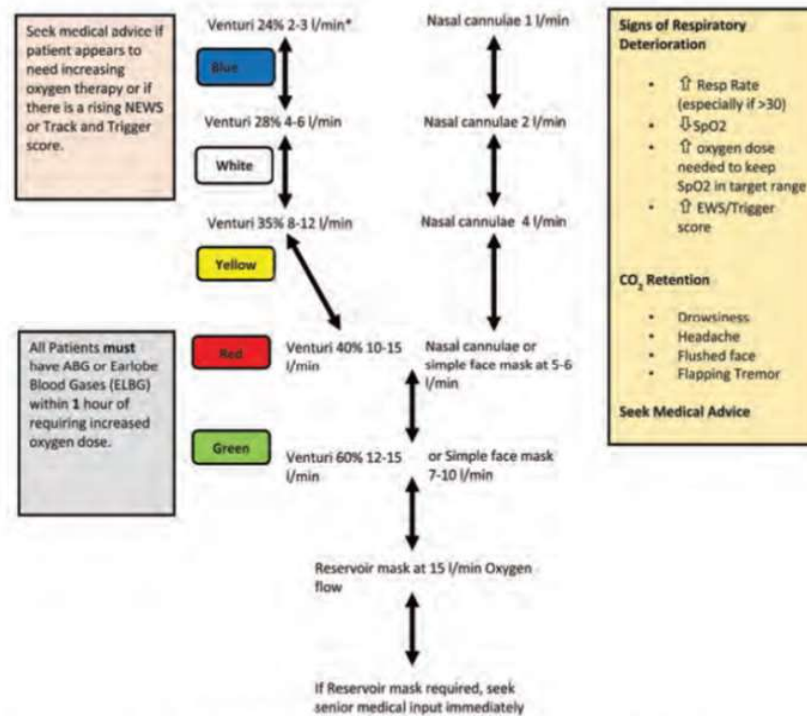 Seek medical advice if
patient appears to
need increasing
oxygen therapy or if
there is a rising NEWS
or Track and Trigger
score.
All Patients must
have ABG or Earlobe
Blood Gases (ELBG)
within 1 hour of
requiring increased
oxygen dose.
Venturi 24% 2-3 l/min*
Blue
Venturi 28% 4-6 l/min
White
Venturi 35% 8-12 l/min
Yellow
Red
Venturi 40% 10-15
l/min
Green
Venturi 60% 12-15
l/min
Nasal cannulae 1 l/min
Nasal cannulae 2 l/min
Nasal cannulae 4 l/min
Nasal cannulae or
simple face mask at 5-6
l/min
or Simple face mask
7-10 l/min
Reservoir mask at 15 l/min Oxygen
flow
If Reservoir mask required, seek
senior medical input immediately
Signs of Respiratory
Deterioration
• ⇧ Resp Rate
(especially if >30)
• ⇩ SpO2
• ⇧ oxygen dose
needed to keep
SpO2 in target range
• ⇧ EWS/Trigger
score
CO₂ Retention
• Drowsiness
• Headache
• Flushed face
• Flapping Tremor
Seek Medical Advice